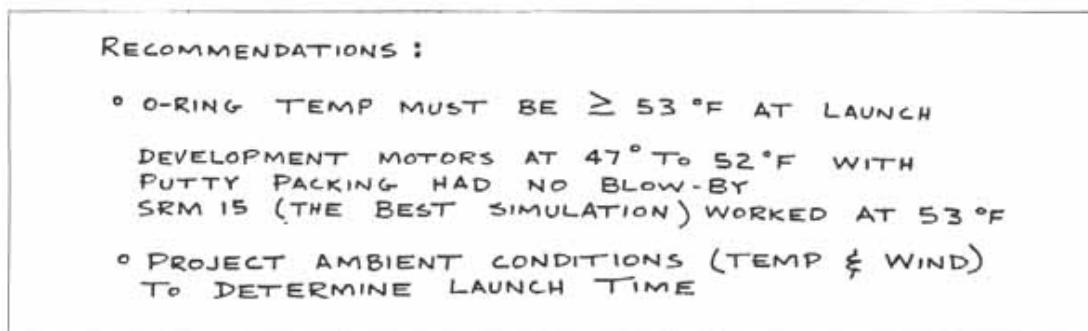 RECOMMENDATIONS :
° O-RING TEMP MUST BE ≥ 53 °F AT LAUNCH
DEVELOPMENT MOTORS AT 47° TO 52°F WITH
PUTTY PACKING HAD NO BLOW-BY
SRM 15 (THE BEST SIMULATION) WORKED AT 53 °F
° PROJECT AMBIENT CONDITIONS (TEMP & WIND)
TO DETERMINE LAUNCH TIME